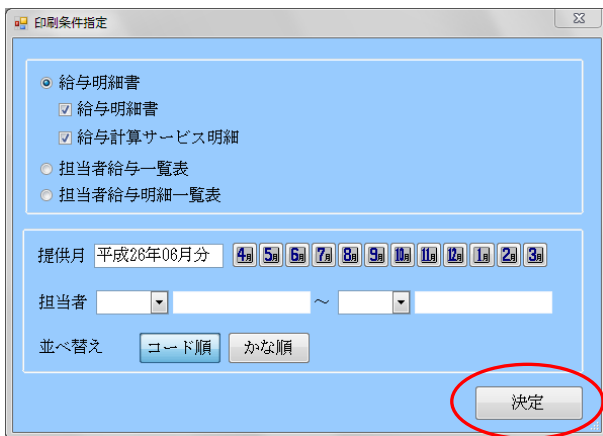 印刷条件指定
給与明細書
給与明細書
給与計算サービス明細
担当者給与一覧表
担当者給与明細一覧表
提供月 平成26年06月分 4月 5月 6月 7月 8月 9月 10月 11月 12月 1月 2月 3月
担当者 ～
並べ替え コード順 かな順
決定